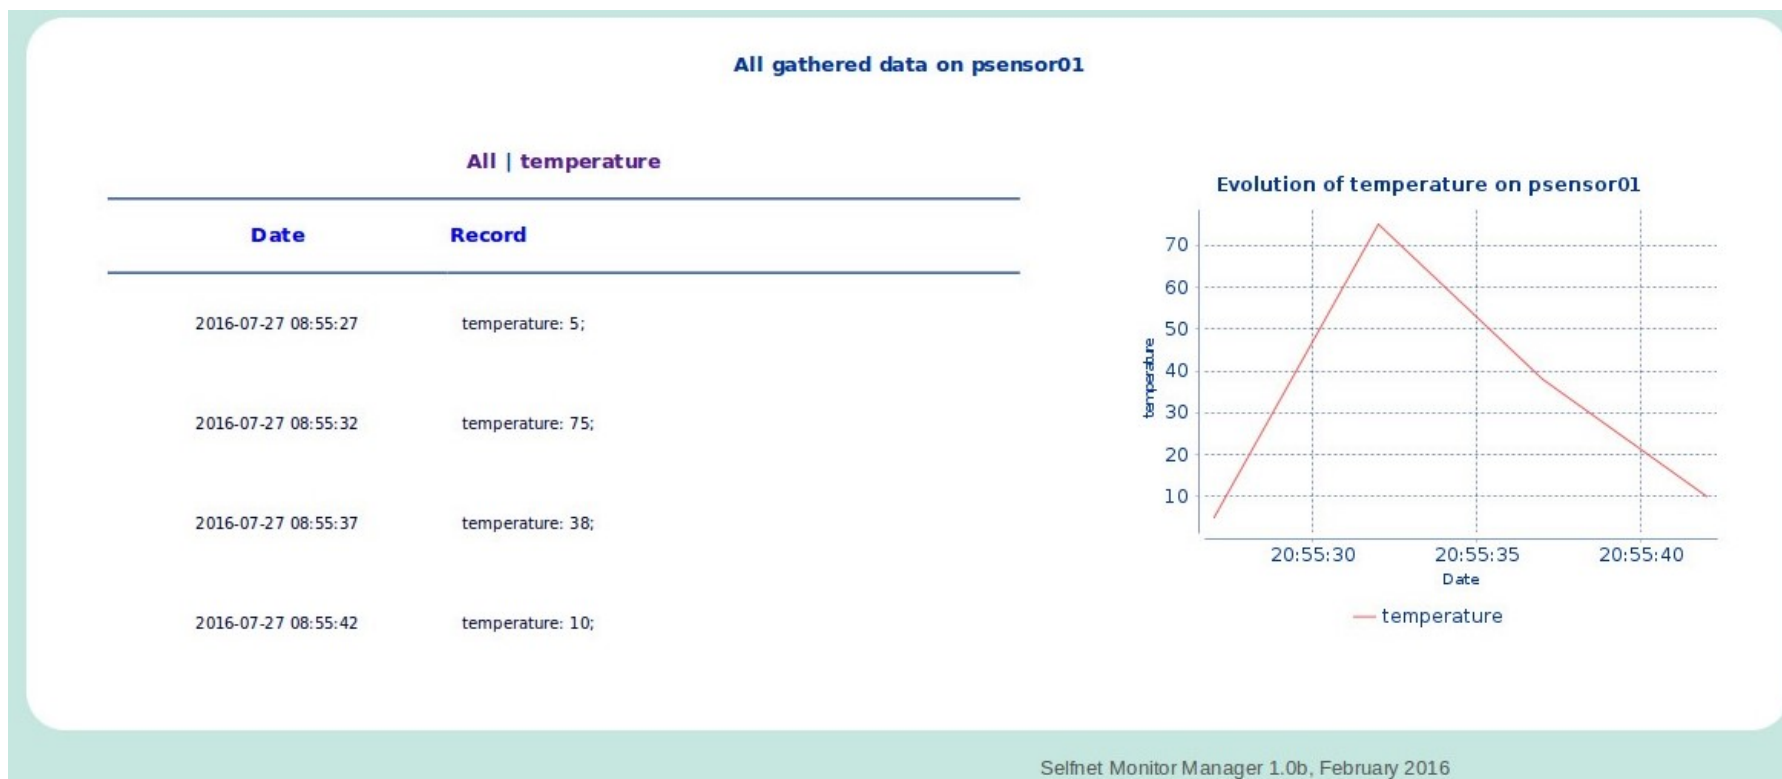 All gathered data on psensor01
All | temperature
Date Record
2016-07-27 08:55:27 temperature: 5;
2016-07-27 08:55:32 temperature: 75;
2016-07-27 08:55:37 temperature: 38;
2016-07-27 08:55:42 temperature: 10;
Evolution of temperature on psensor01
70
60
50
40
30
20
10
temperature
20:55:30 20:55:35 20:55:40
Date
temperature
Selfnet Monitor Manager 1.0b, February 2016